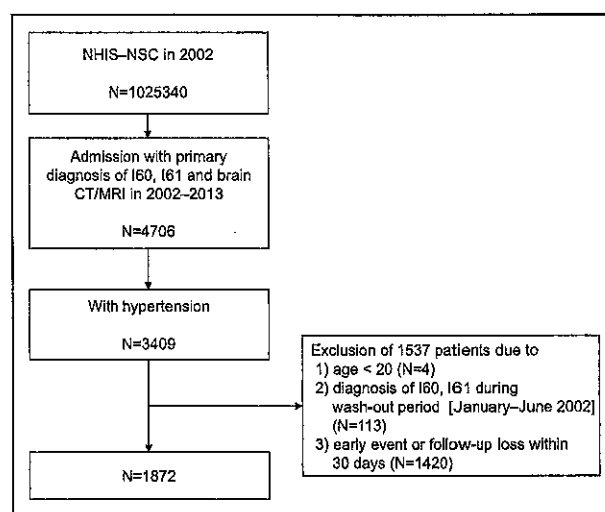 NHIS–NSC in 2002
N=1025340
Admission with primary
diagnosis of I60, I61 and brain
CT/MRI in 2002–2013
N=4706
With hypertension
N=3409
Exclusion of 1537 patients due to
1) age < 20 (N=4)
2) diagnosis of I60, I61 during
wash-out period [January–June 2002]
(N=113)
3) early event or follow-up loss within
30 days (N=1420)
N=1872